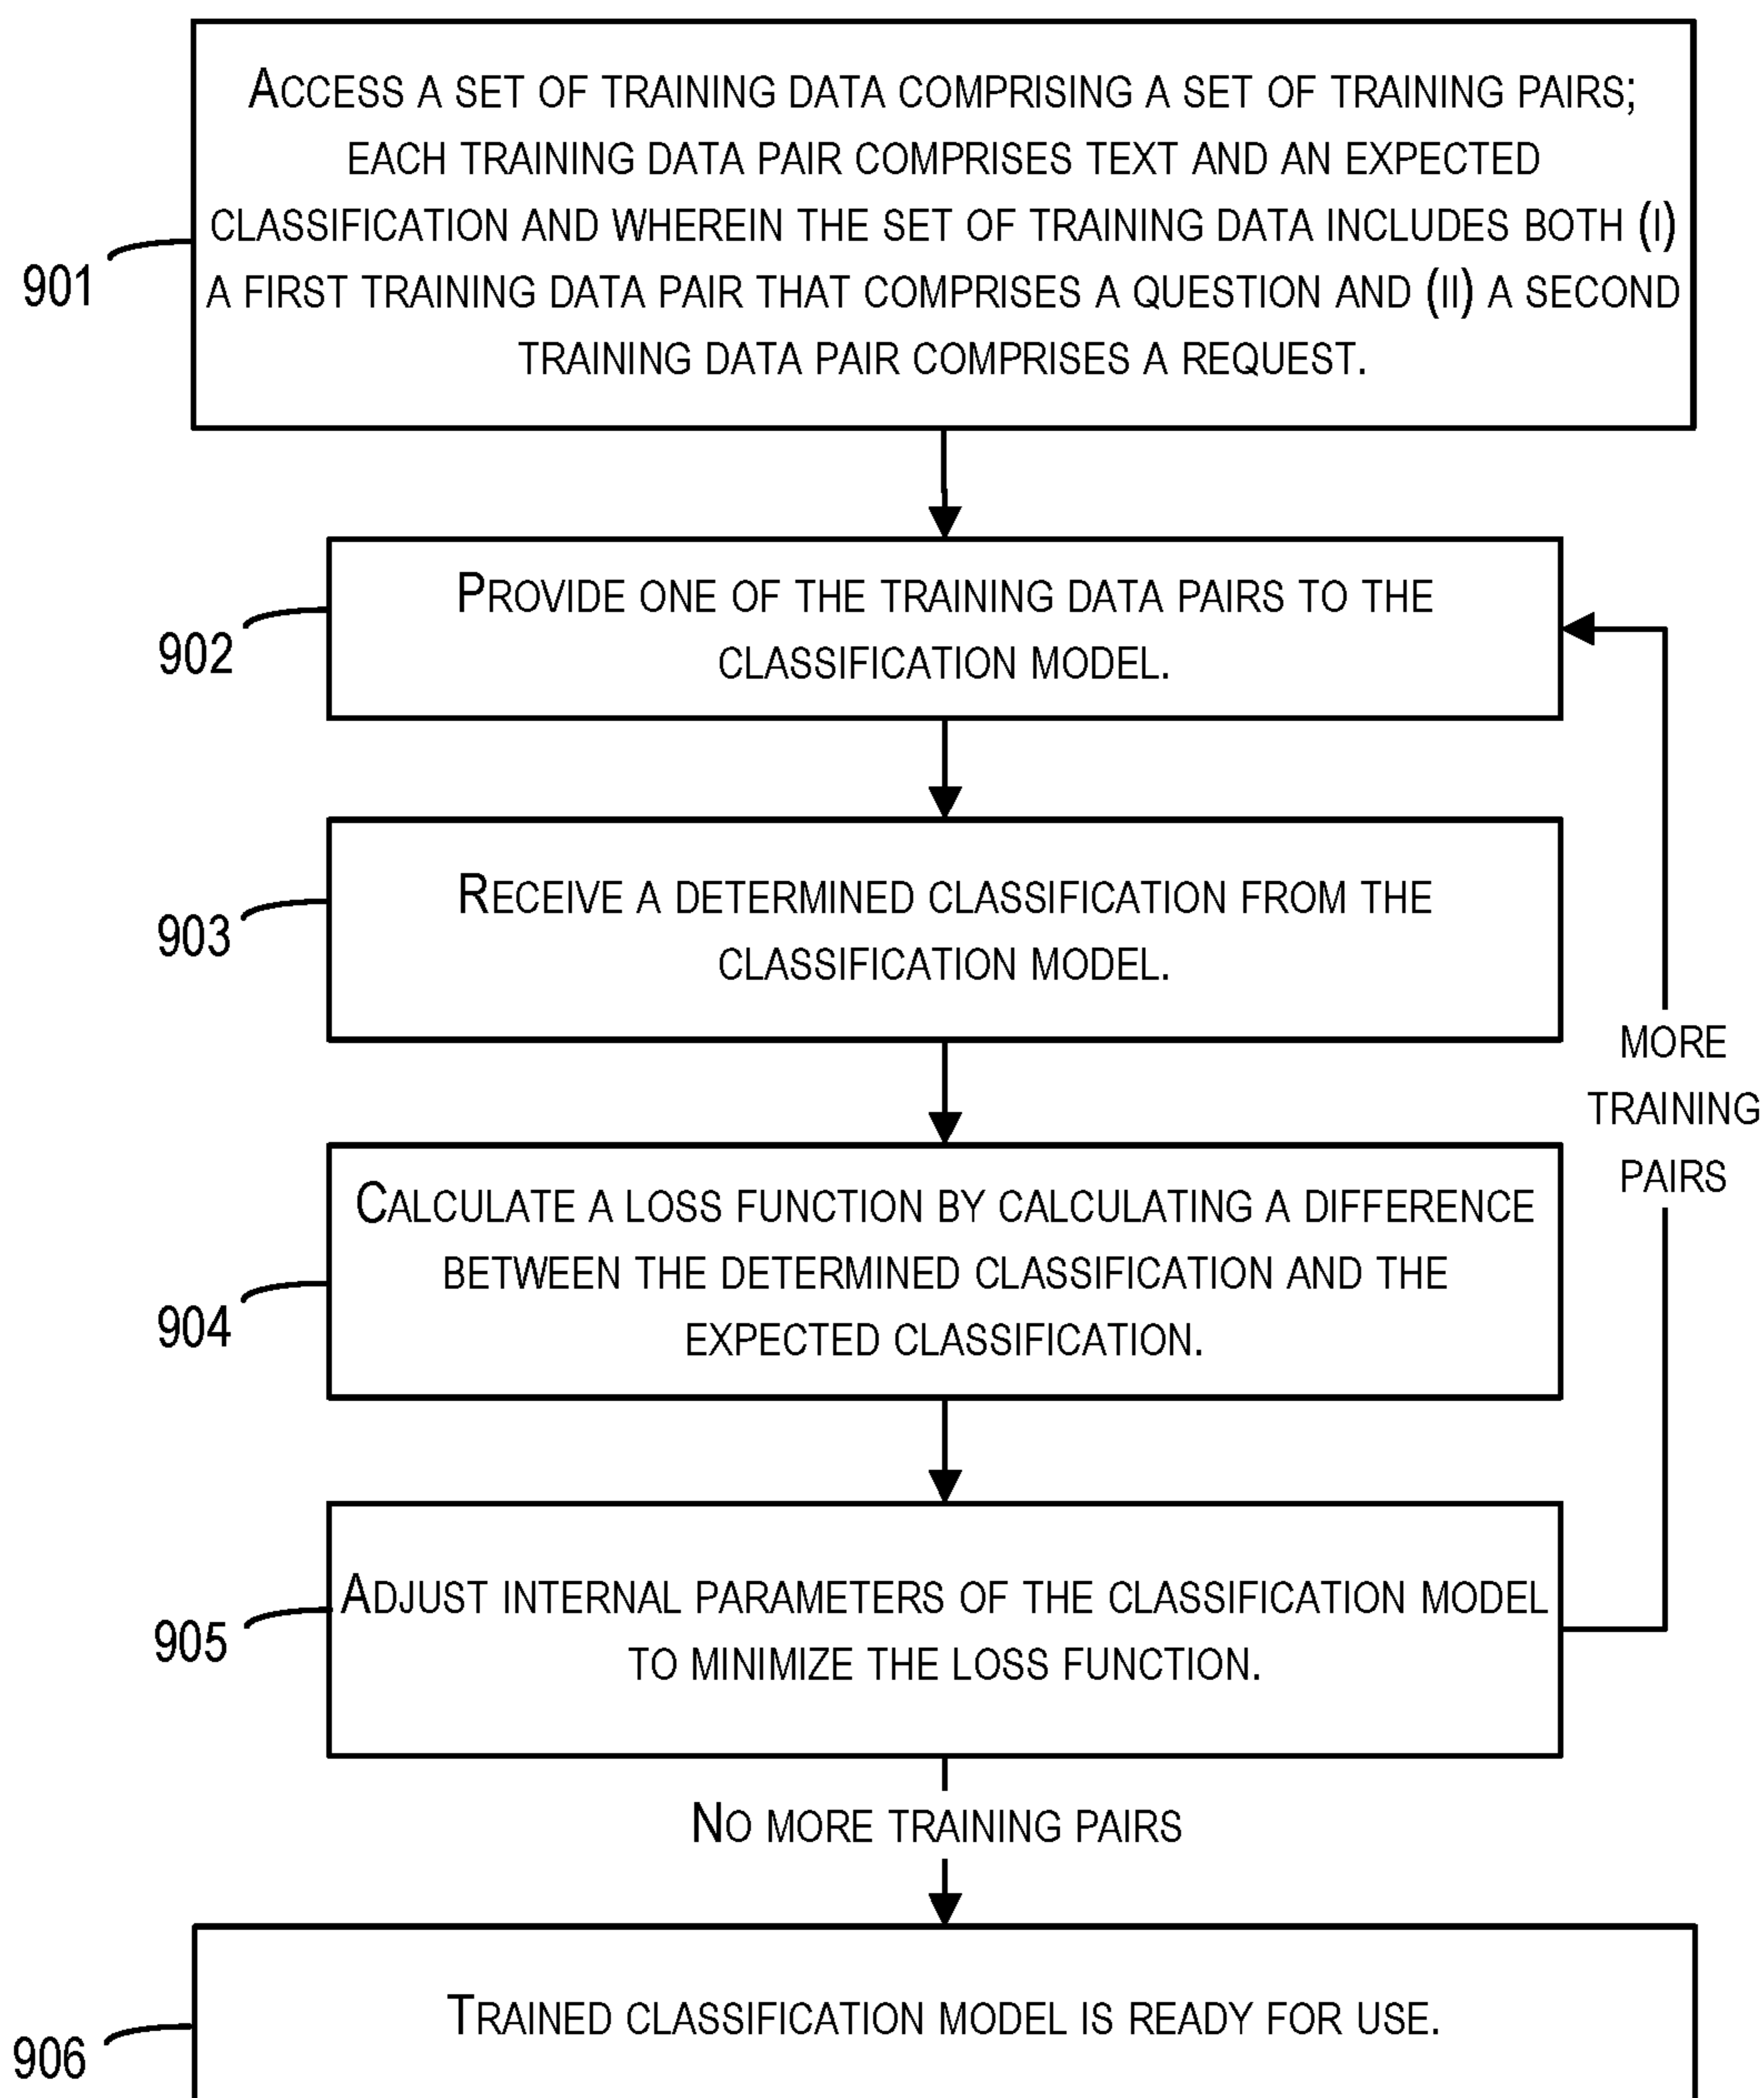 Access a set of training data comprising a set of training pairs;
each training data pair comprises text and an expected
classification and wherein the set of training data includes both (i)
a first training data pair that comprises a question and (ii) a second
training data pair comprises a request.
901
Provide one of the training data pairs to the
classification model.
902
Receive a determined classification from the
classification model.
903
more
training
pairs
Calculate a loss function by calculating a difference
between the determined classification and the
expected classification.
904
Adjust internal parameters of the classification model
to minimize the loss function.
905
No more training pairs
Trained classification model is ready for use.
906